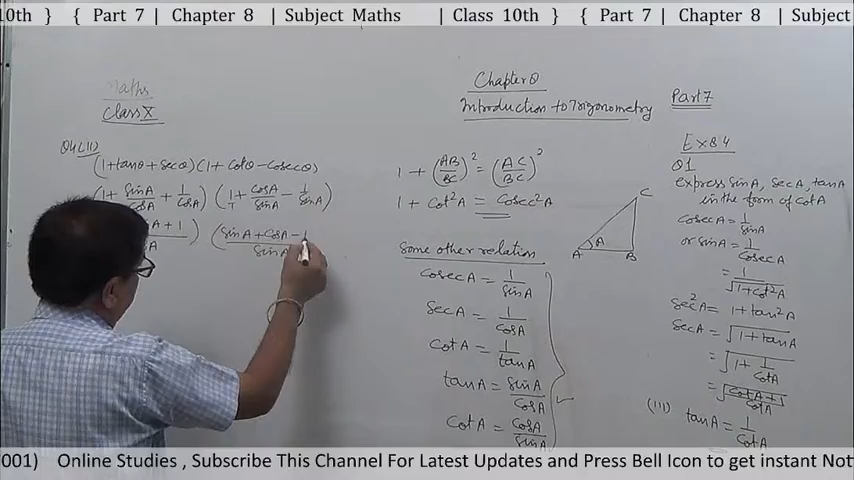 10th } { Part 7 | Chapter 8 | Subject Maths | Class 10th } { Part 7 | Chapter 8 | Subject
Maths
Class X
Q4(ii)
(1+tanθ+secθ)(1+cotθ-cosecθ)
(1+ sinA/cosA + 1/cosA) (1/1 + cosA/sinA - 1/sinA)
A+1 / A) (sinA+cosA-1 / sinA
Chapter 8
Introduction to Trigonometry
Part 7
1 + (AB/BC)² = (AC/BC)²
1 + cot²A = cosec²A
Some other relation
cosecA = 1/sinA
secA = 1/cosA
cotA = 1/tanA
tanA = sinA/cosA
cotA = cosA/sinA
C
A
A
B
Ex 8.4
Q1
express sinA, secA, tanA
in the form of cotA
cosecA = 1/sinA
or sinA = 1/cosecA
= 1/√1+cot²A
sec²A = 1+tan²A
secA = √1+tanA
= √1+ 1/cotA
= √cotA+1/cotA
(iii) tanA = 1/cotA
001) Online Studies , Subscribe This Channel For Latest Updates and Press Bell Icon to get instant Not